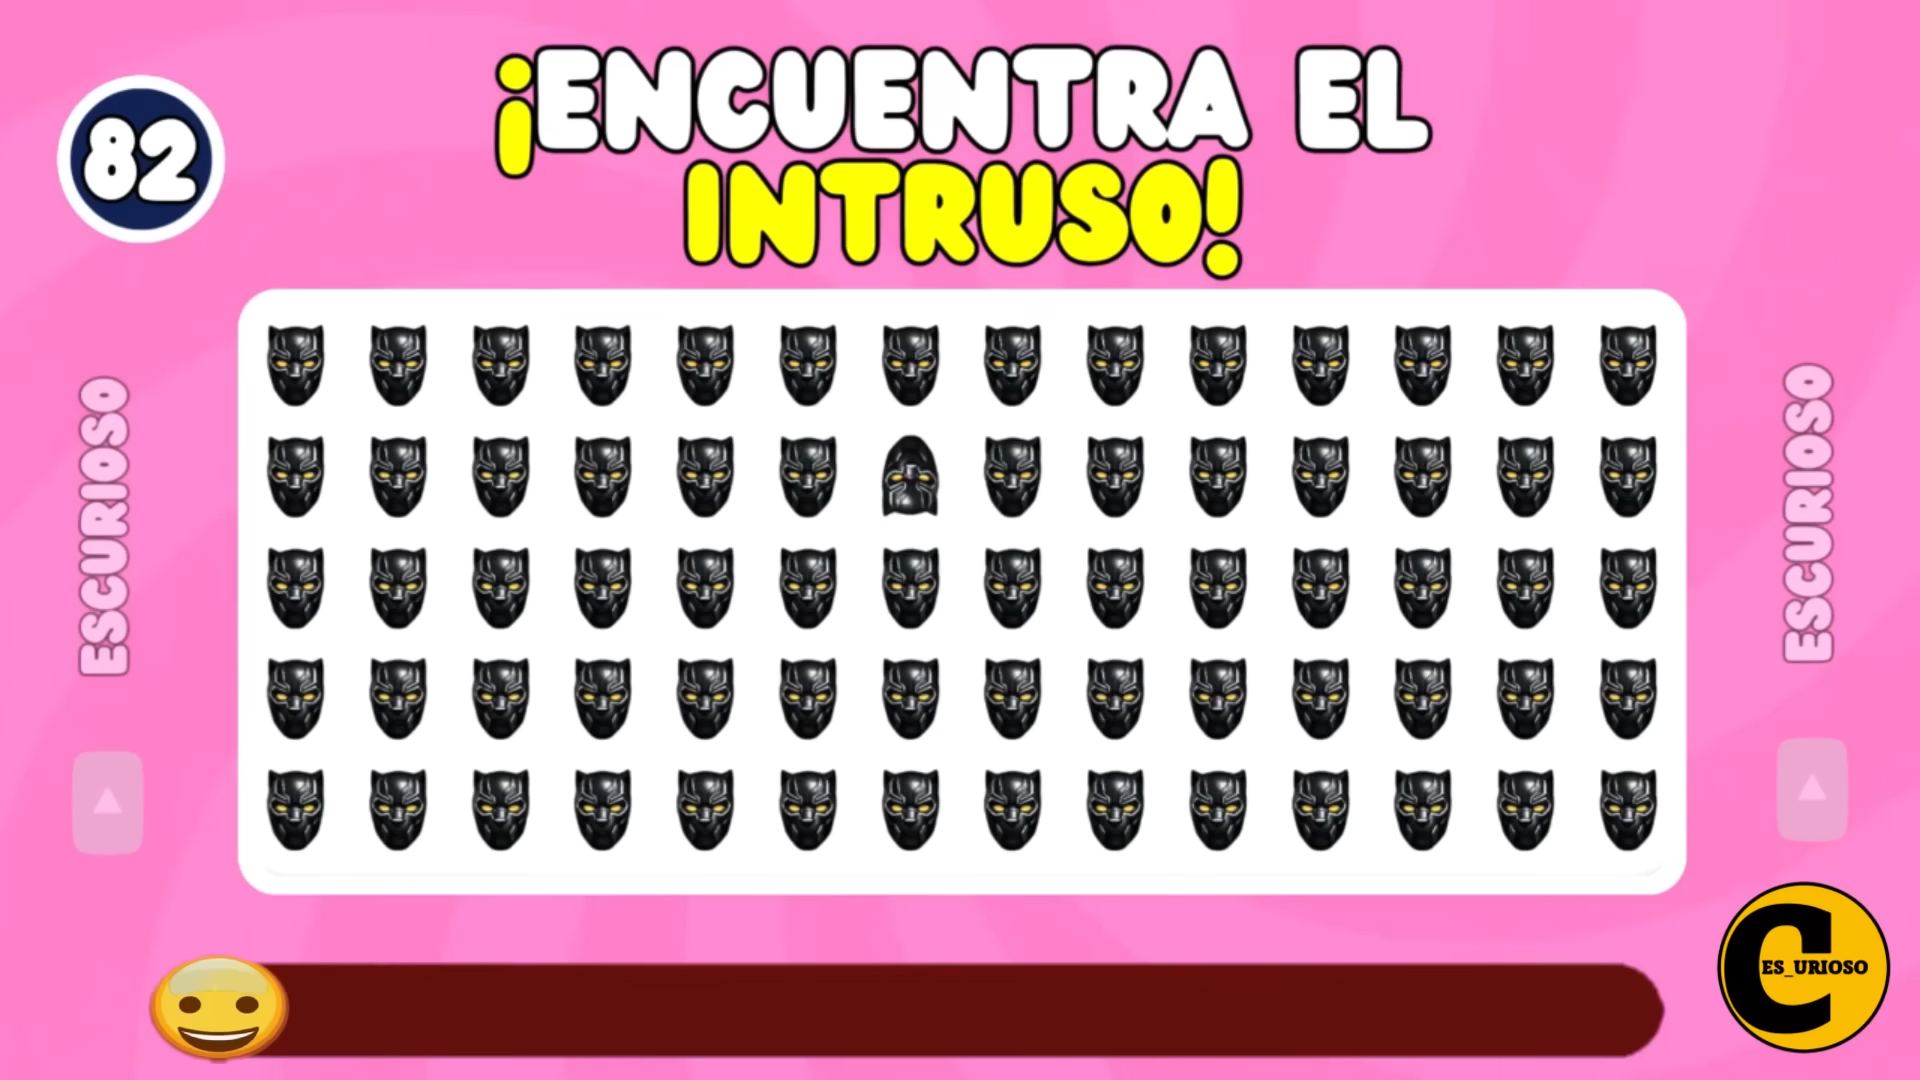 82
¡ENCUENTRA EL
INTRUSO!
ESCURIOSO
ESCURIOSO
C
ES_URIOSO